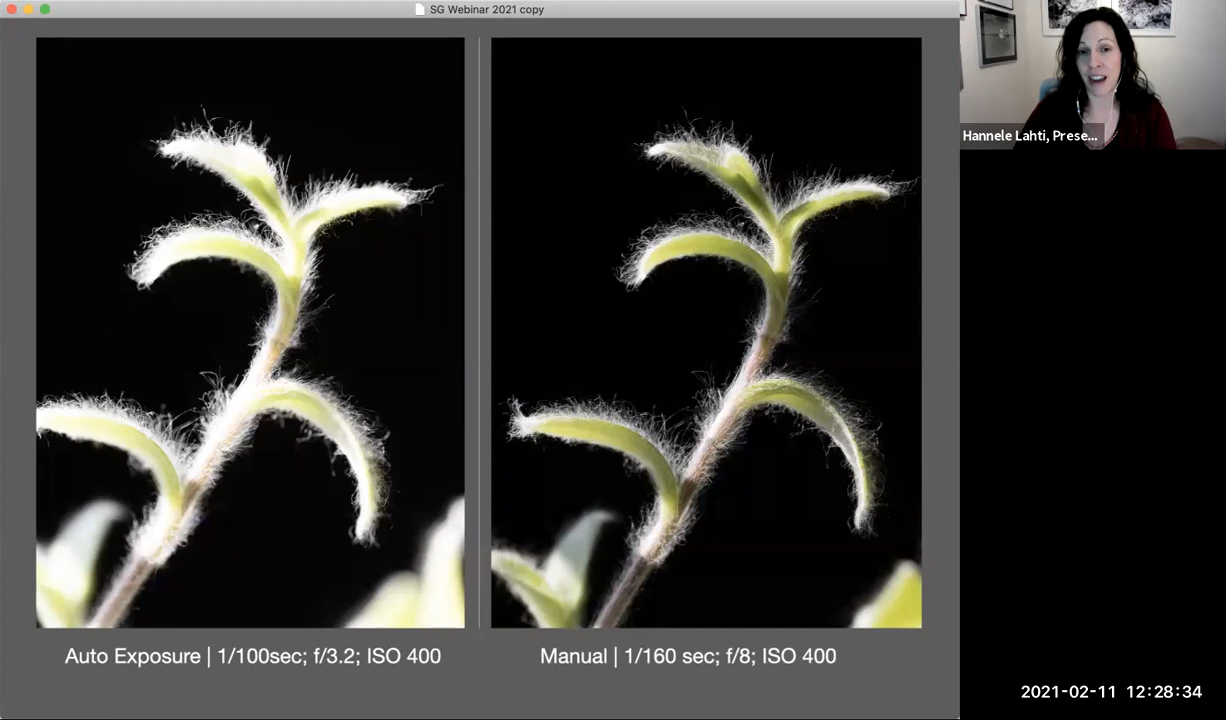 SG Webinar 2021 copy
Hannele Lahti, Prese...
Auto Exposure | 1/100sec; f/3.2; ISO 400
Manual | 1/160 sec; f/8; ISO 400
2021-02-11 12:28:34